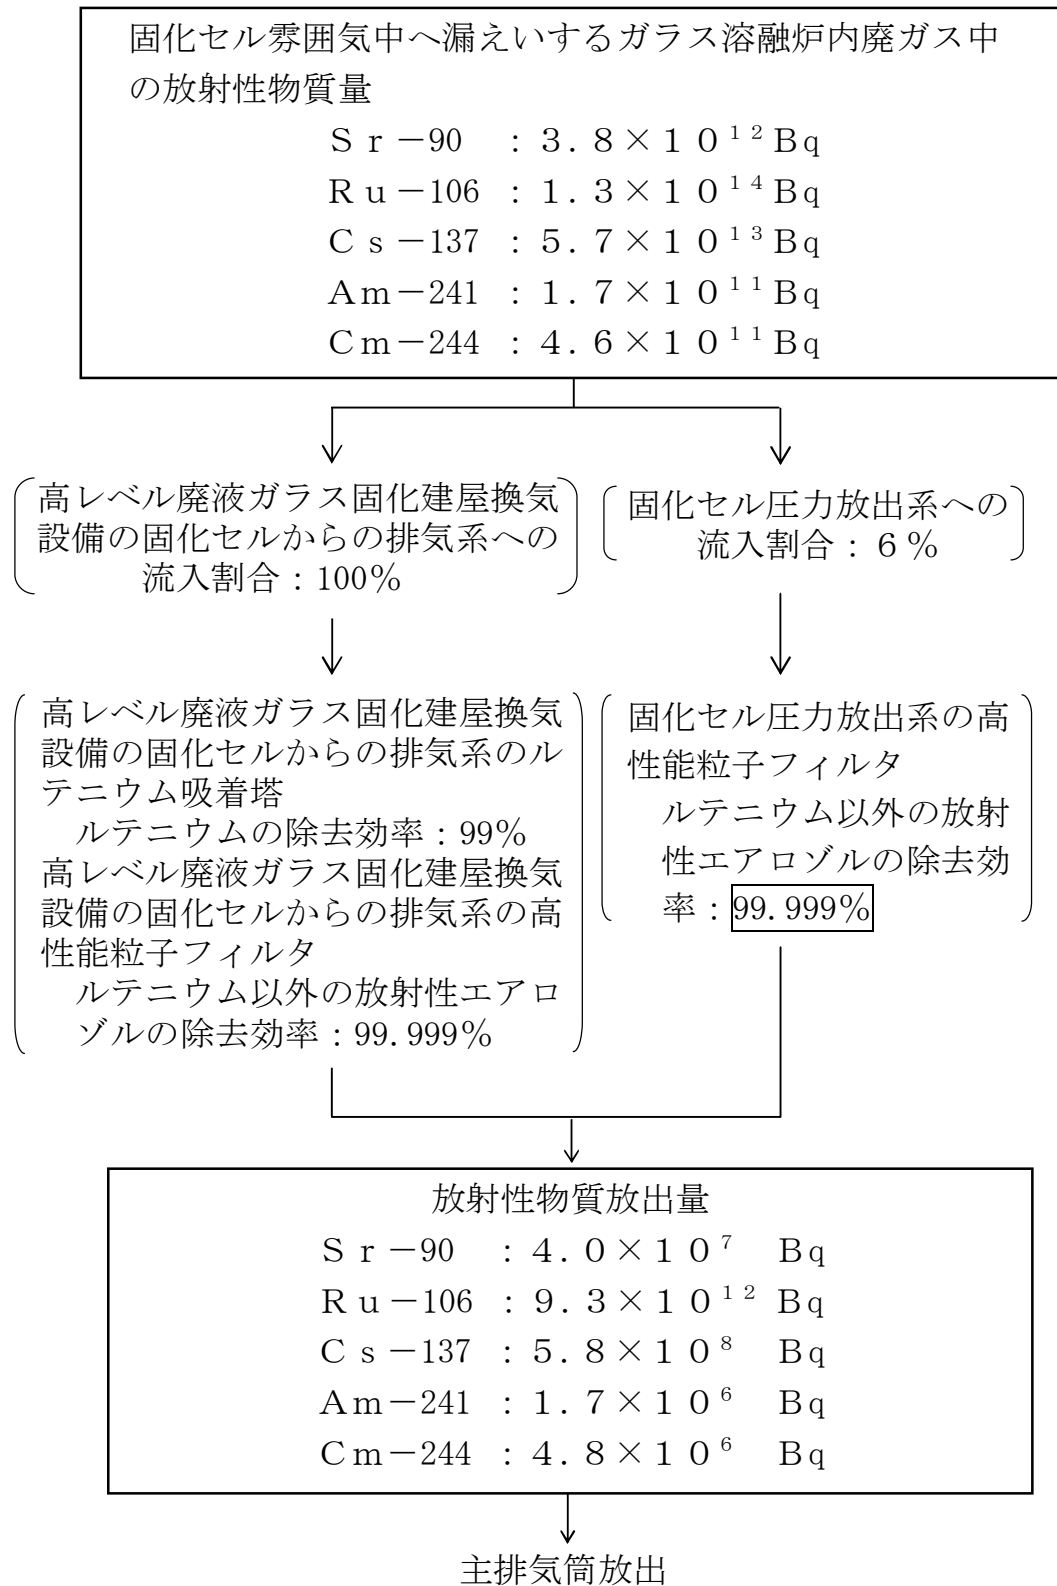 固化セル雰囲気中へ漏えいするガラス溶融炉内廃ガス中
の放射性物質量
Ｓｒ－90 : ３.８×１０¹²Ｂｑ
Ｒｕ－106 : １.３×１０¹⁴Ｂｑ
Ｃｓ－137 : ５.７×１０¹³Ｂｑ
Ａｍ－241 : １.７×１０¹¹Ｂｑ
Ｃｍ－244 : ４.６×１０¹¹Ｂｑ
高レベル廃液ガラス固化建屋換気
設備の固化セルからの排気系への
流入割合：100％
固化セル圧力放出系への
流入割合：６％
高レベル廃液ガラス固化建屋換気
設備の固化セルからの排気系のル
テニウム吸着塔
ルテニウムの除去効率：99％
高レベル廃液ガラス固化建屋換気
設備の固化セルからの排気系の高
性能粒子フィルタ
ルテニウム以外の放射性エアロ
ゾルの除去効率：99.999％
固化セル圧力放出系の高
性能粒子フィルタ
ルテニウム以外の放射
性エアロゾルの除去効
率：99.999％
放射性物質放出量
Ｓｒ－90 : ４.０×１０⁷ Ｂｑ
Ｒｕ－106 : ９.３×１０¹² Ｂｑ
Ｃｓ－137 : ５.８×１０⁸ Ｂｑ
Ａｍ－241 : １.７×１０⁶ Ｂｑ
Ｃｍ－244 : ４.８×１０⁶ Ｂｑ
主排気筒放出